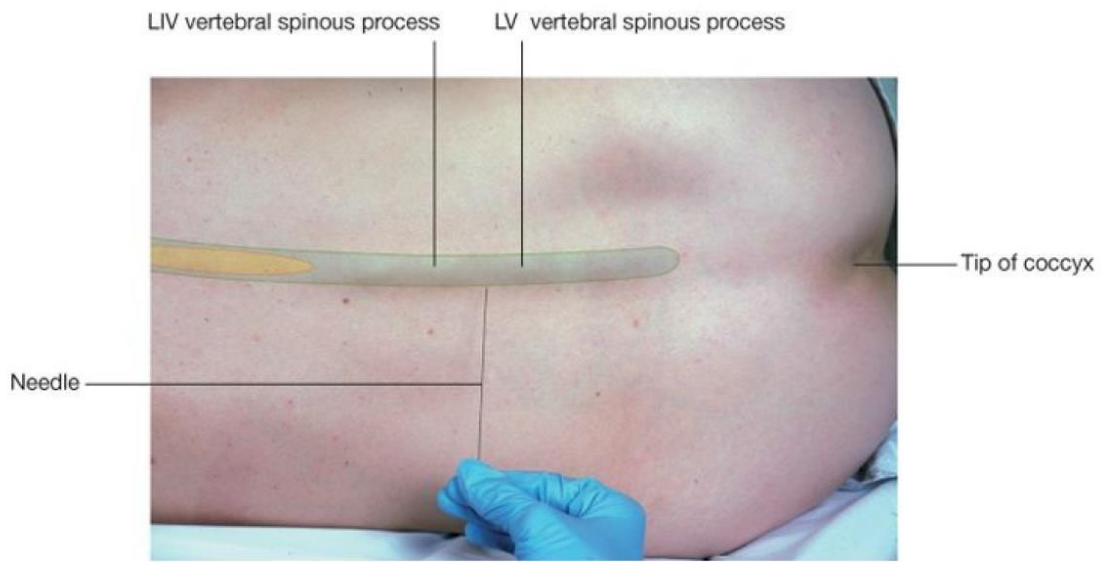 LIV vertebral spinous process
LV vertebral spinous process
Tip of coccyx
Needle